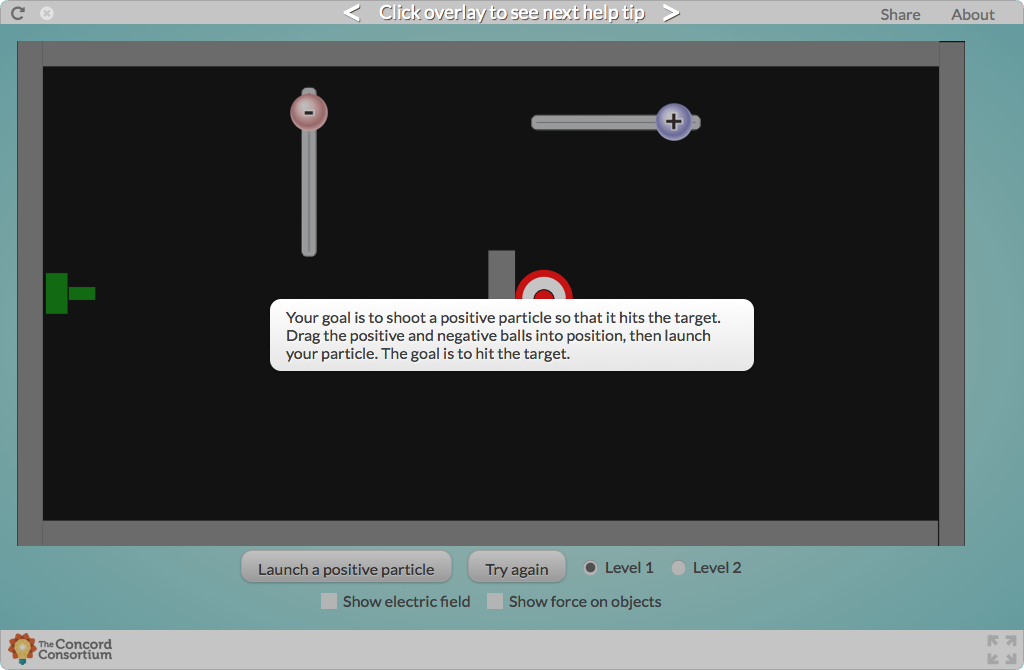 < Click overlay to see next help tip >
Share About
-
+
Your goal is to shoot a positive particle so that it hits the target.
Drag the positive and negative balls into position, then launch
your particle. The goal is to hit the target.
Launch a positive particle Try again Level 1 Level 2
Show electric field Show force on objects
The Concord
Consortium